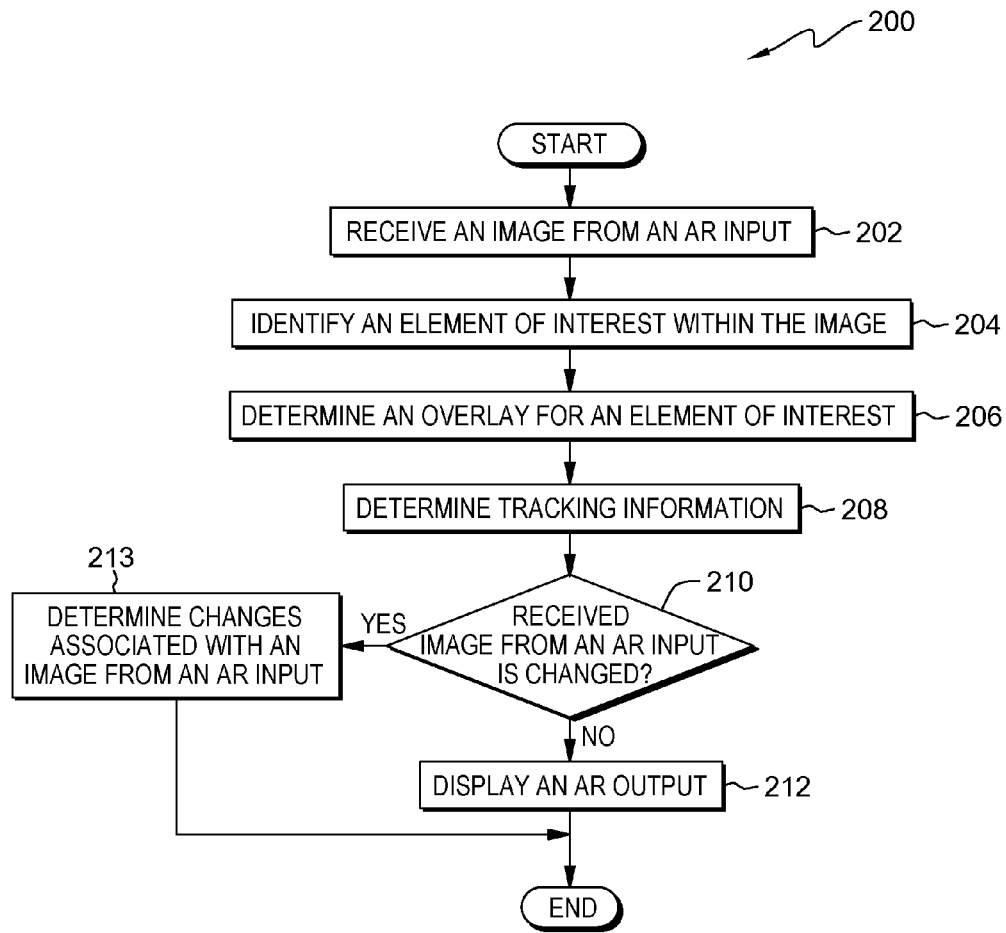 200
START
RECEIVE AN IMAGE FROM AN AR INPUT
202
IDENTIFY AN ELEMENT OF INTEREST WITHIN THE IMAGE
204
DETERMINE AN OVERLAY FOR AN ELEMENT OF INTEREST
206
DETERMINE TRACKING INFORMATION
208
213
DETERMINE CHANGES
ASSOCIATED WITH AN
IMAGE FROM AN AR INPUT
YES
210
RECEIVED
IMAGE FROM AN AR INPUT
IS CHANGED?
NO
DISPLAY AN AR OUTPUT
212
END